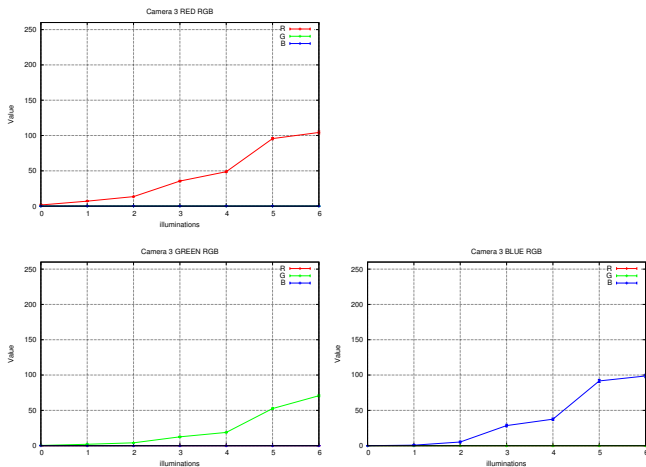 Camera 3 RED RGB
R
G
B
250
200
150
100
50
0
Value
0 1 2 3 4 5 6
illuminations
Camera 3 GREEN RGB
R
G
B
250
200
150
100
50
0
Value
0 1 2 3 4 5 6
illuminations
Camera 3 BLUE RGB
R
G
B
250
200
150
100
50
0
Value
0 1 2 3 4 5 6
illuminations